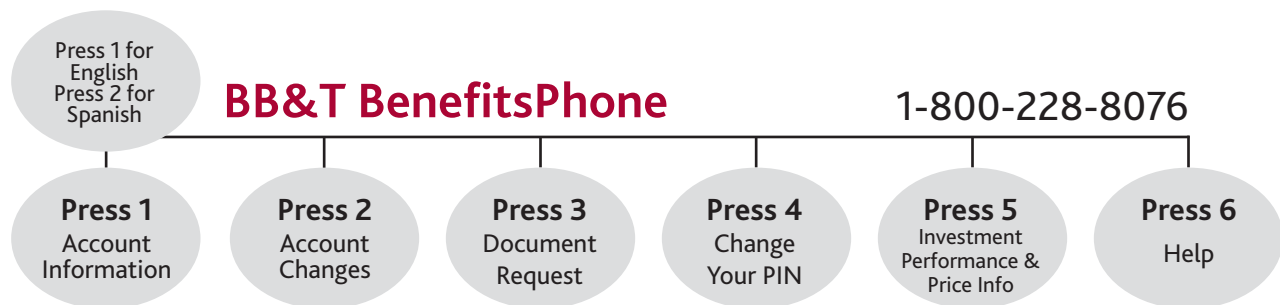 Press 1 for
English
Press 2 for
Spanish
BB&T BenefitsPhone
1-800-228-8076
Press 1
Account
Information
Press 2
Account
Changes
Press 3
Document
Request
Press 4
Change
Your PIN
Press 5
Investment
Performance &
Price Info
Press 6
Help